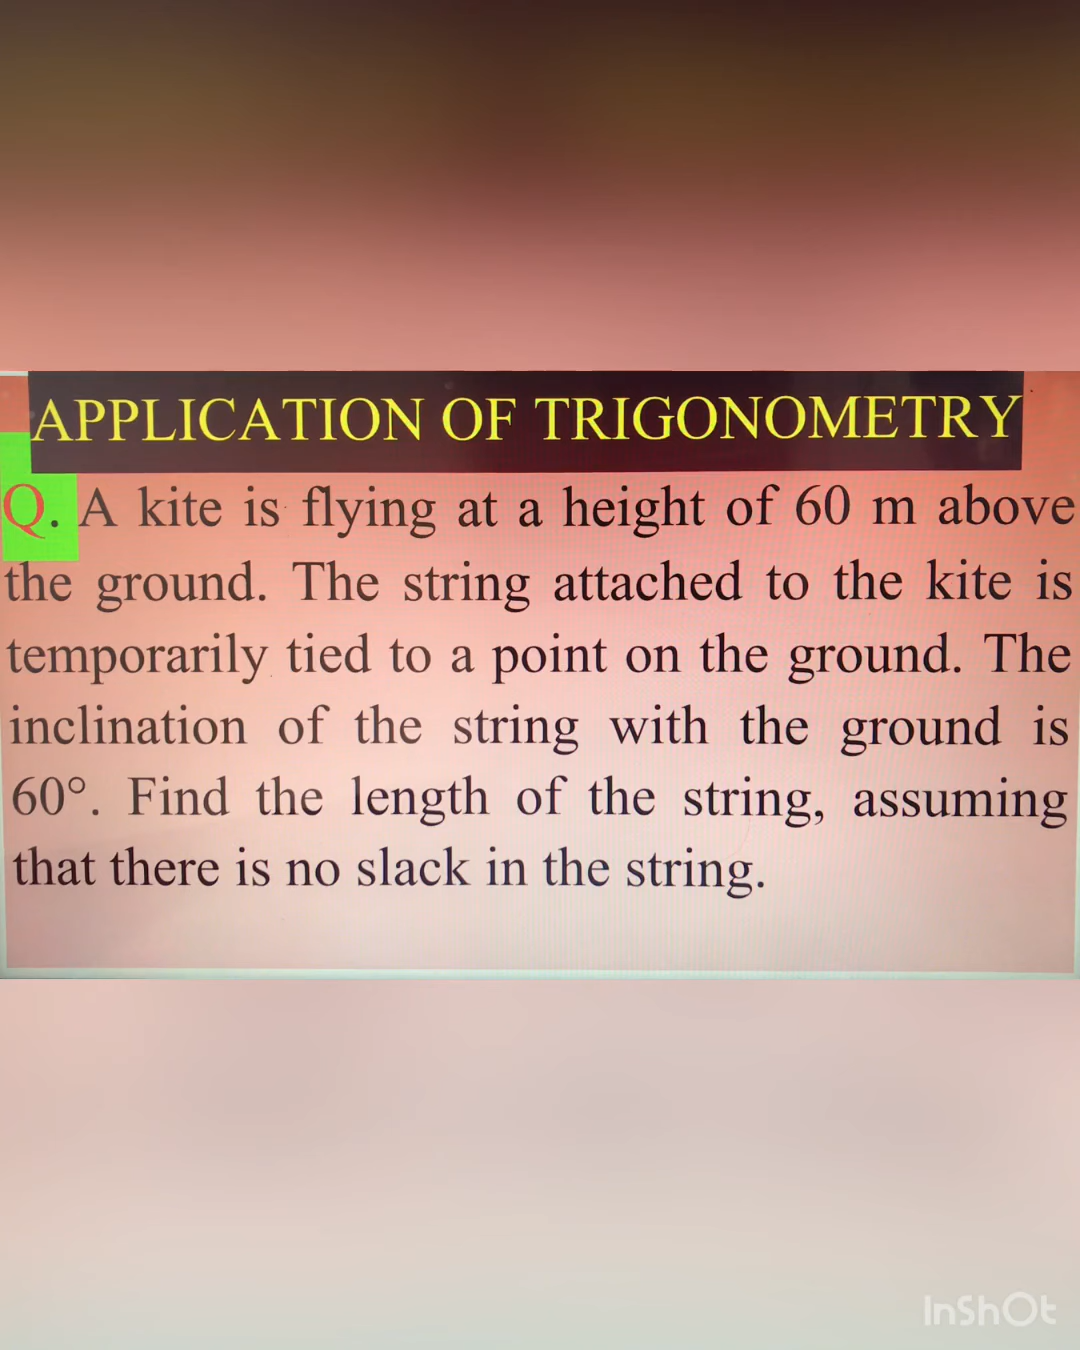 APPLICATION OF TRIGONOMETRY
Q. A kite is flying at a height of 60 m above
the ground. The string attached to the kite is
temporarily tied to a point on the ground. The
inclination of the string with the ground is
60°. Find the length of the string, assuming
that there is no slack in the string.
InShOt